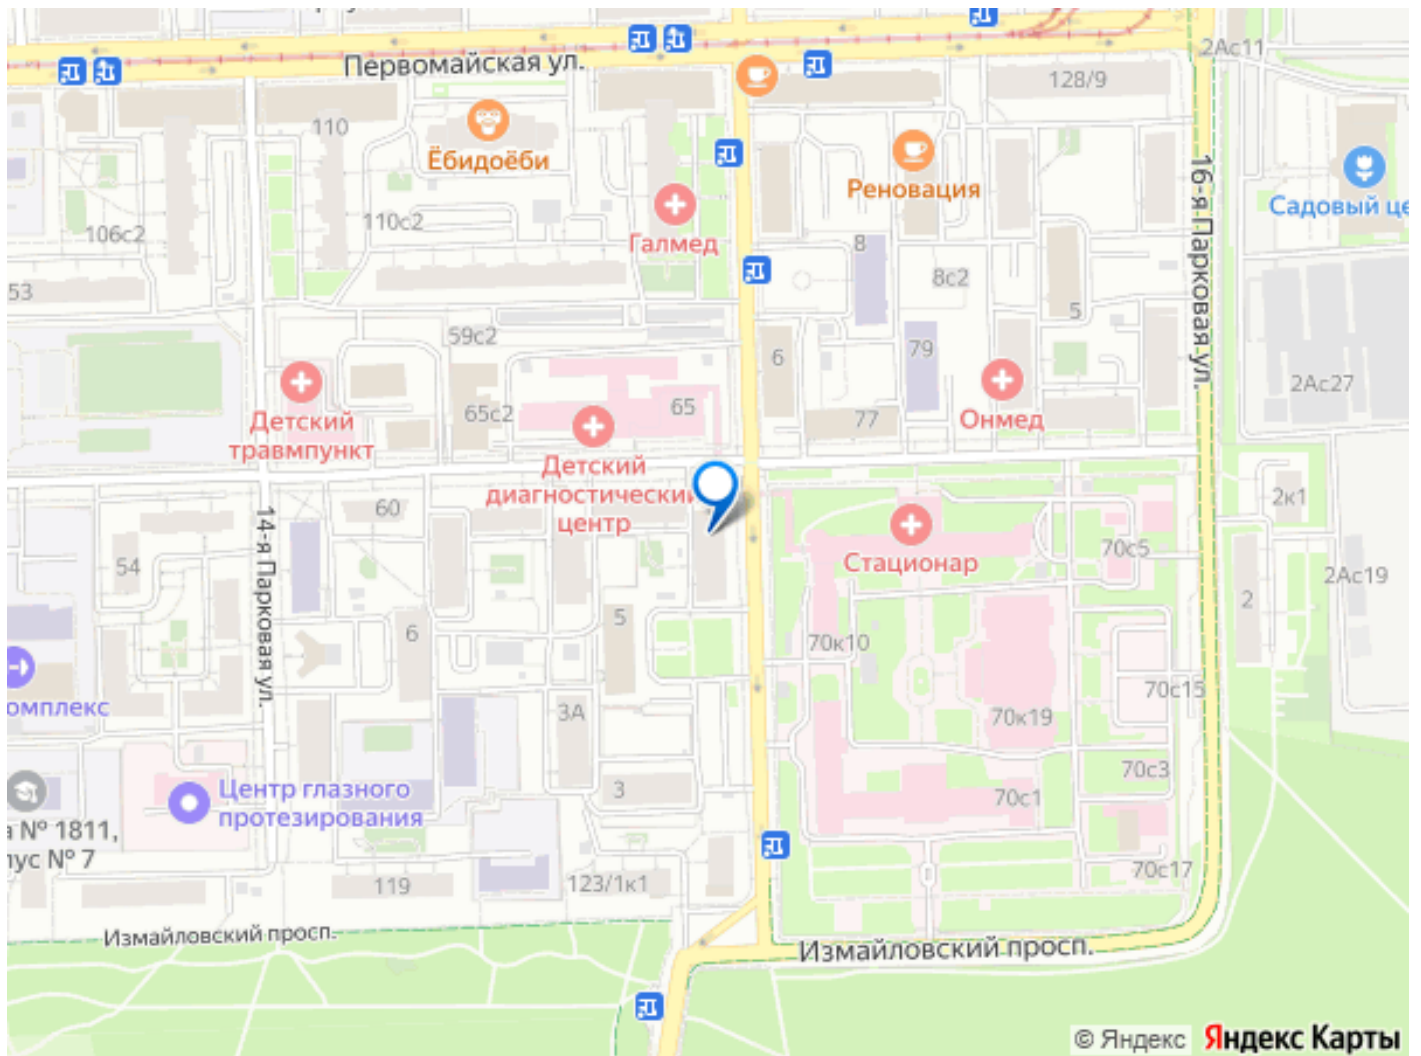 Первомайская ул.
2Ас11
128/9
110
Ёбидоёби
Реновация
16-я Парковая ул.
Садовый це
110с2
106с2
Галмед
8
8с2
53
5
59с2
6
79
2Ас27
65с2
65
77
Онмед
Детский
травмпункт
Детский
диагностический
центр
60
2к1
14-я Парковая ул.
54
Стационар
70с5
2Ас19
2
5
6
70к10
70с15
омплекс
3А
70к19
70с3
3
70с1
Центр глазного
протезирования
а № 1811,
пус № 7
119
123/1к1
70с17
Измайловский просп.
Измайловский просп.
© Яндекс Яндекс Карты